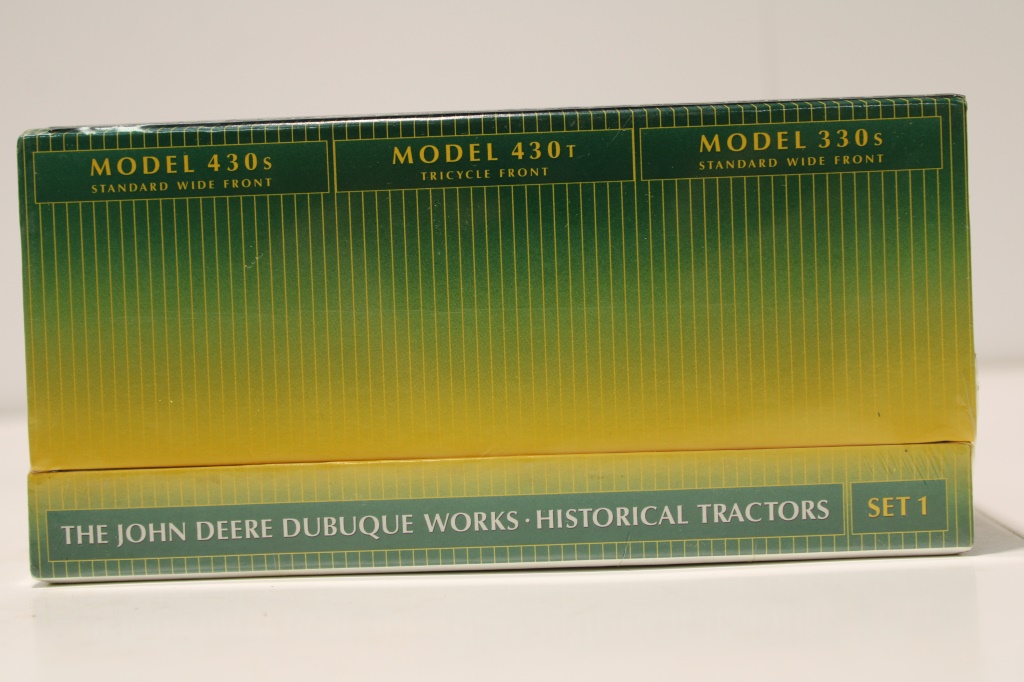 MODEL 430S
STANDARD WIDE FRONT
MODEL 430T
TRICYCLE FRONT
MODEL 330S
STANDARD WIDE FRONT
THE JOHN DEERE DUBUQUE WORKS · HISTORICAL TRACTORS
SET 1